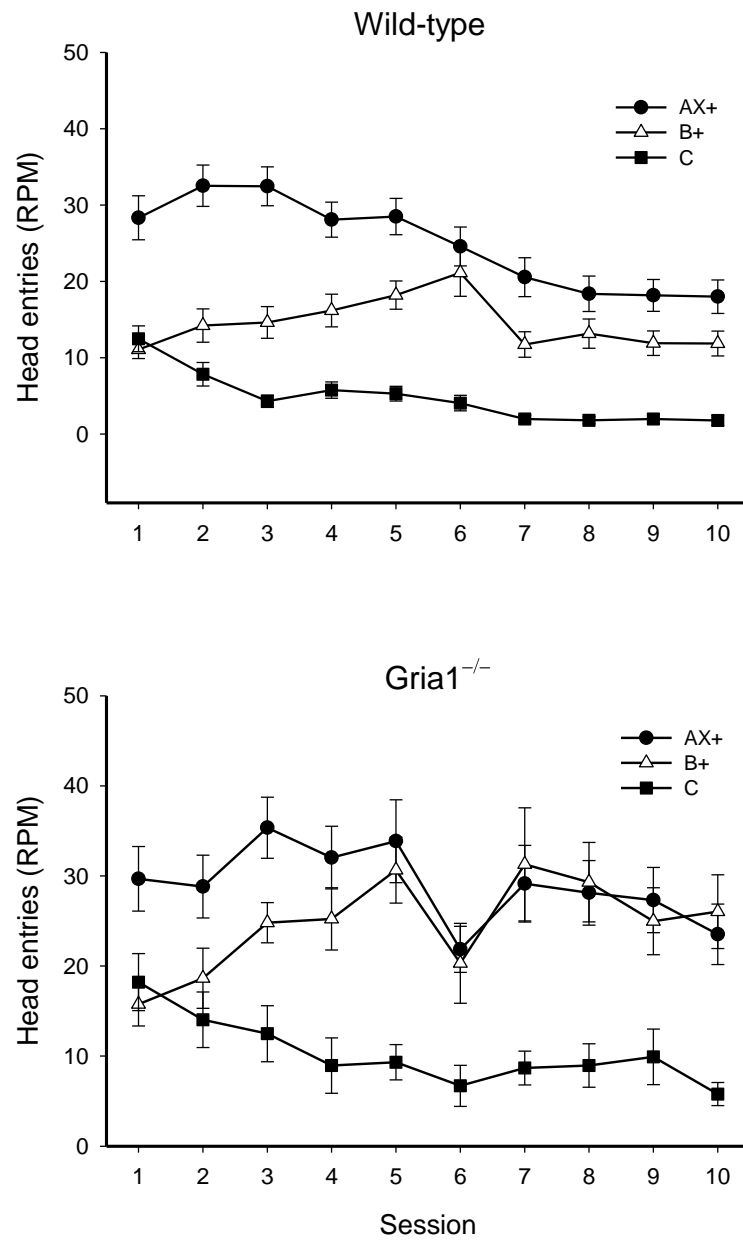 Wild-type
50
40
30
20
10
0
Head entries (RPM)
AX+
B+
C
1 2 3 4 5 6 7 8 9 10
Gria1−/−
50
40
30
20
10
0
Head entries (RPM)
AX+
B+
C
1 2 3 4 5 6 7 8 9 10
Session